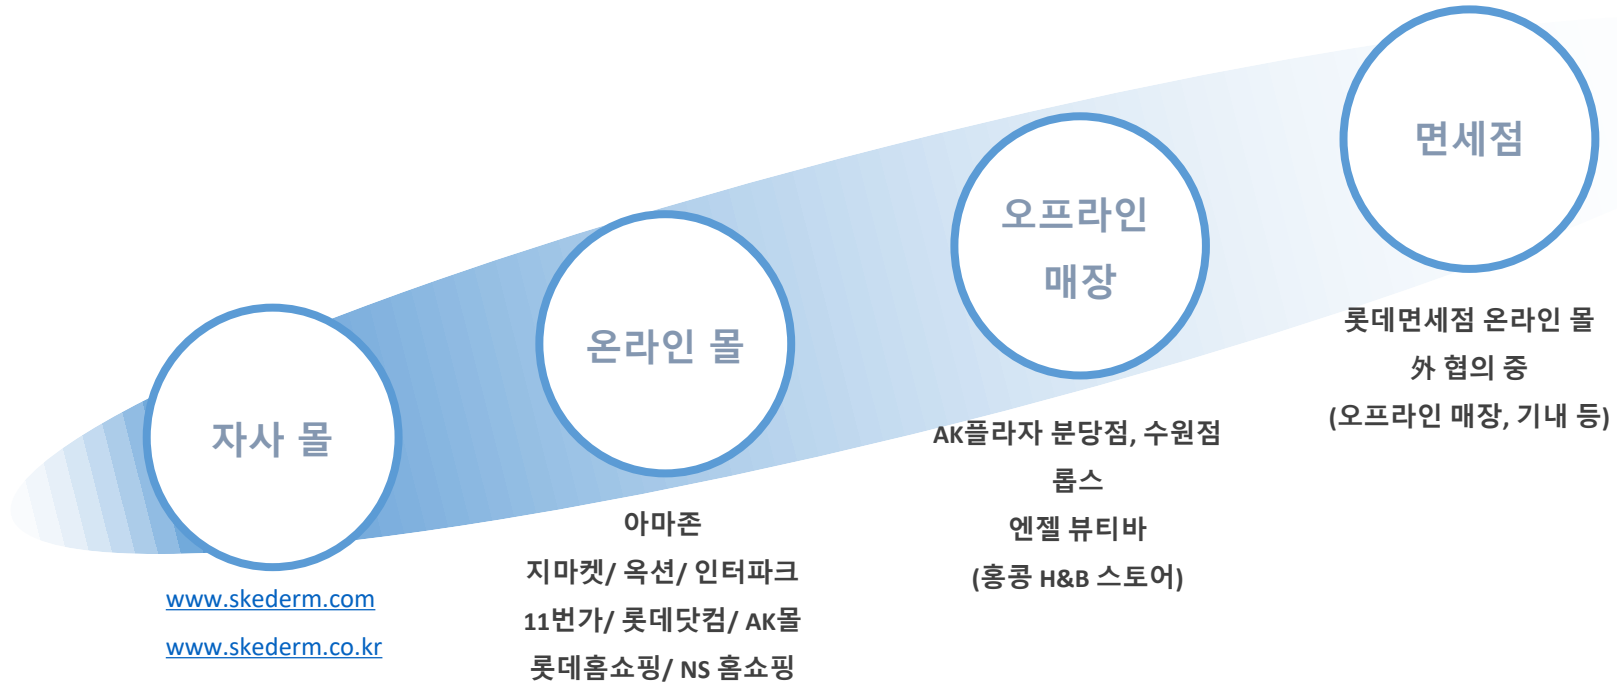 자사 몰
www.skederm.com
www.skederm.co.kr
온라인 몰
아마존
지마켓/ 옥션/ 인터파크
11번가/ 롯데닷컴/ AK몰
롯데홈쇼핑/ NS 홈쇼핑
오프라인
매장
AK플라자 분당점, 수원점
롭스
엔젤 뷰티바
(홍콩 H&B 스토어)
면세점
롯데면세점 온라인 몰
外 협의 중
(오프라인 매장, 기내 등)